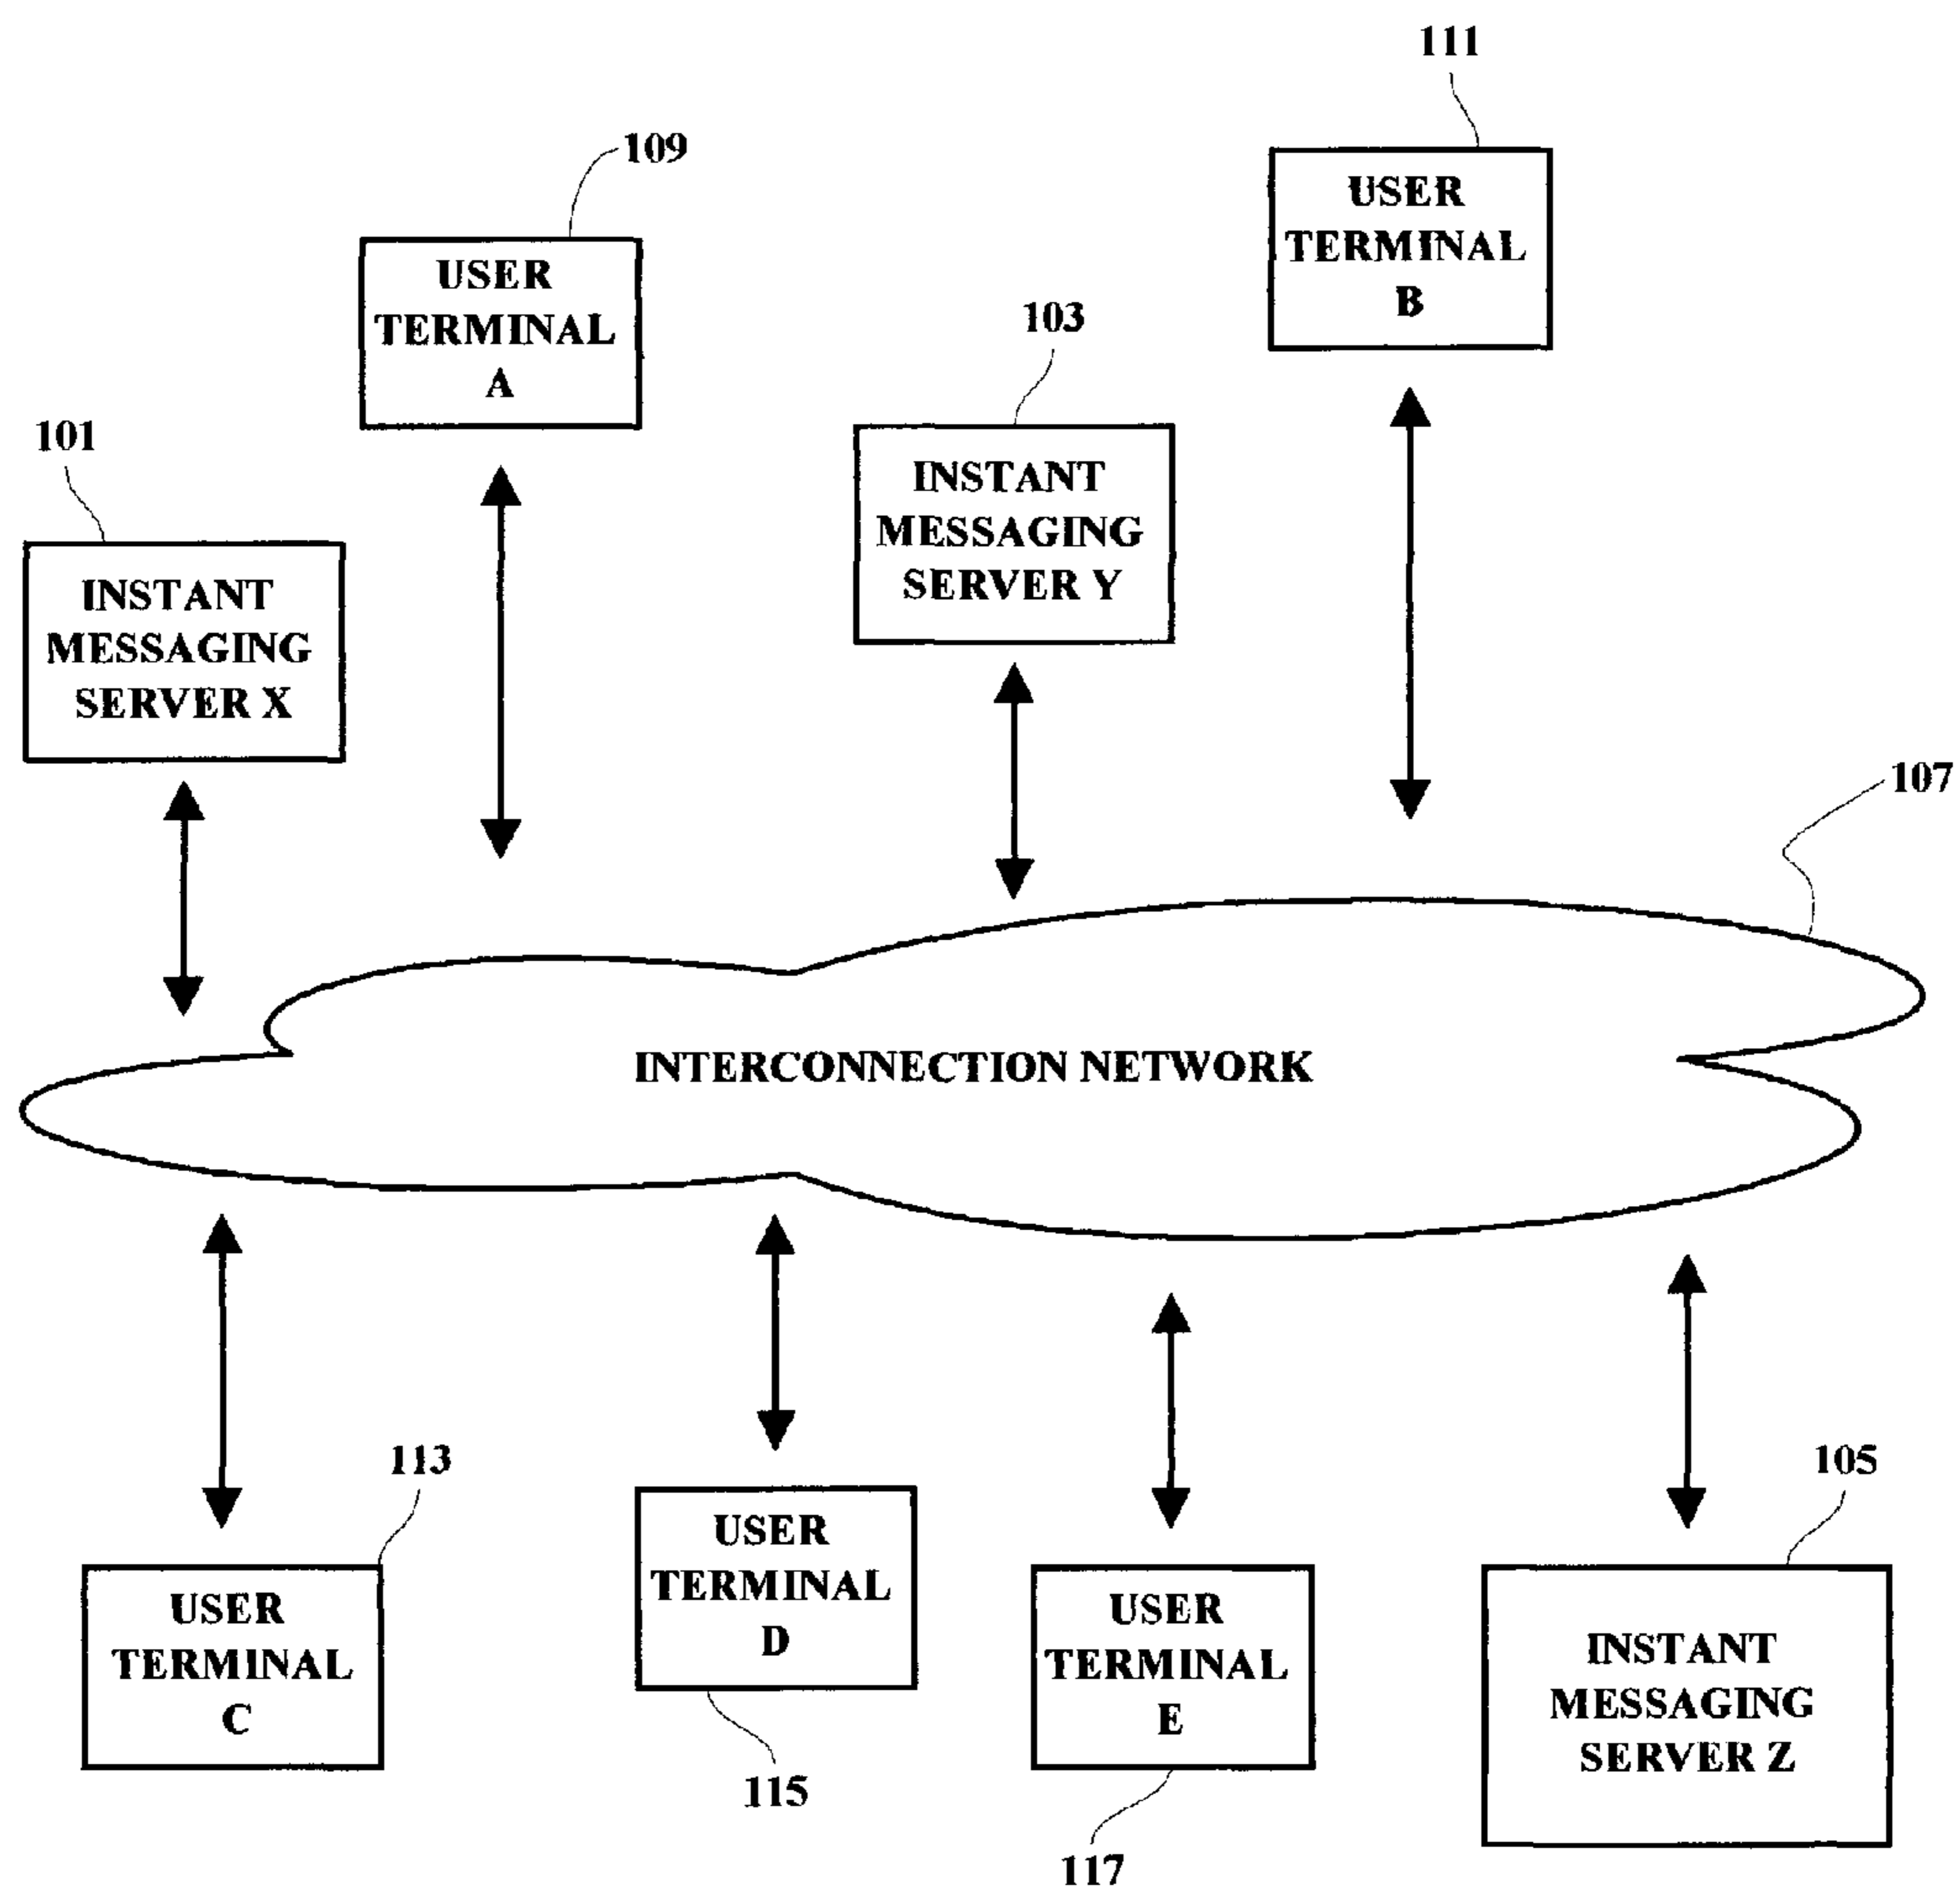 111
109
USER
TERMINAL
B
USER
TERMINAL
A
103
101
INSTANT
MESSAGING
SERVER Y
INSTANT
MESSAGING
SERVER X
107
INTERCONNECTION NETWORK
113
105
USER
TERMINAL
C
USER
TERMINAL
D
USER
TERMINAL
E
INSTANT
MESSAGING
SERVER Z
115
117